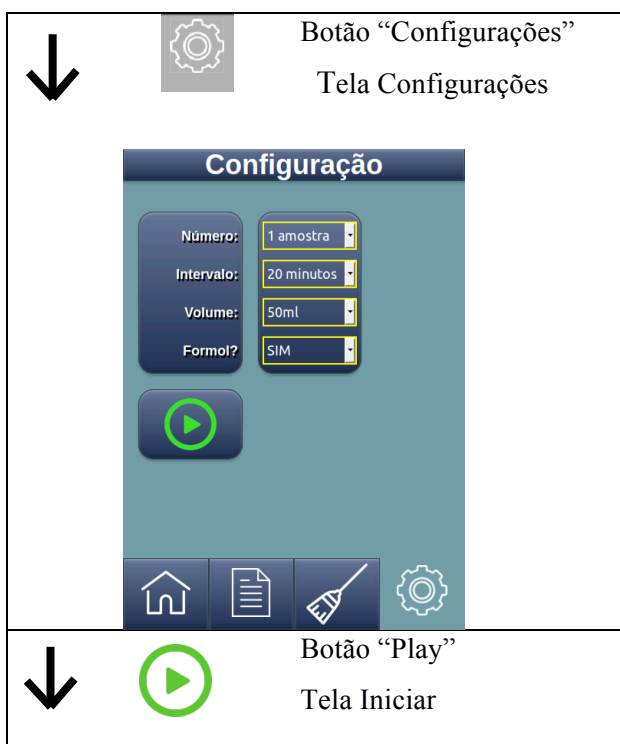 Botão “Configurações”
Tela Configurações
Configuração
Número: 1 amostra
Intervalo: 20 minutos
Volume: 50ml
Formol? SIM
Botão “Play”
Tela Iniciar